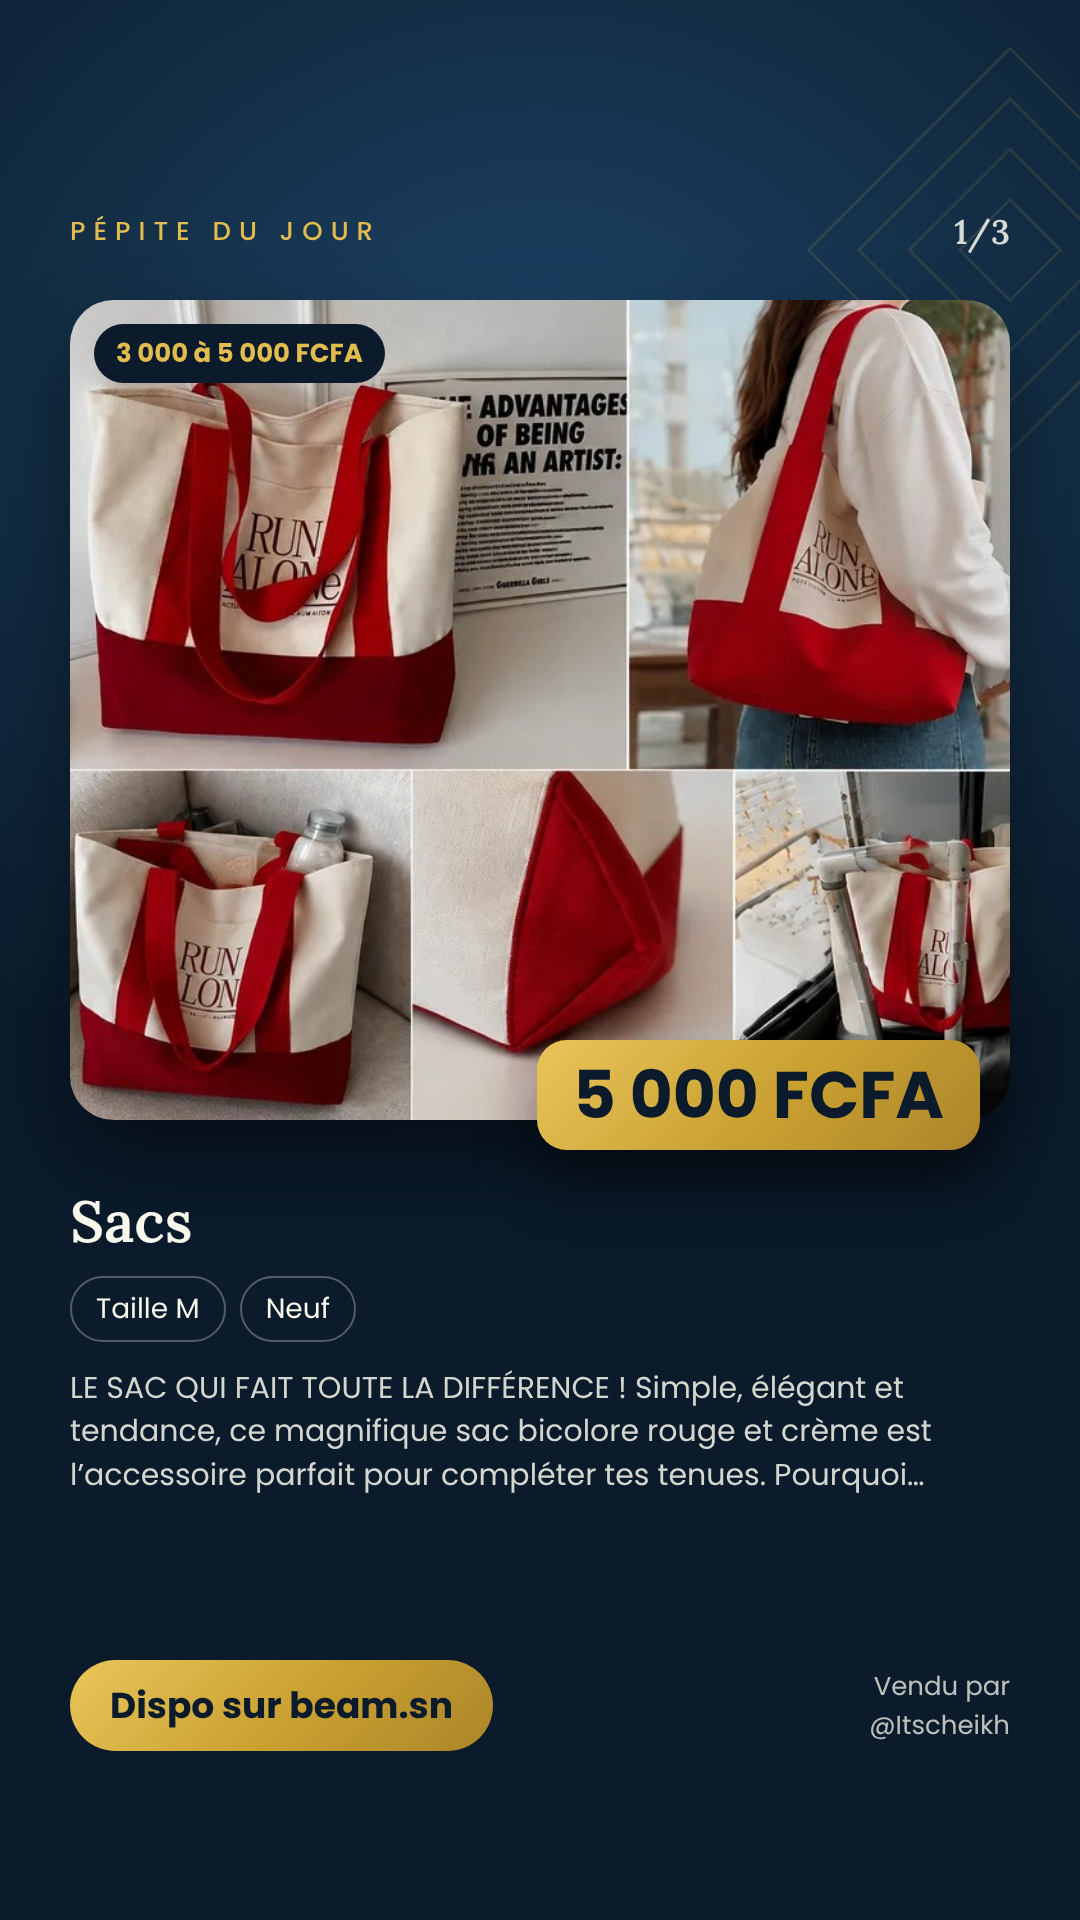 PÉPITE DU JOUR
1/3
3 000 à 5 000 FCFA
ADVANTAGES
OF BEING
AN ARTIST:
GUERRILLA GIRLS
RUN
ALONE
RUN
ALONE
RUN
LON
5 000 FCFA
Sacs
Taille M
Neuf
LE SAC QUI FAIT TOUTE LA DIFFÉRENCE ! Simple, élégant et
tendance, ce magnifique sac bicolore rouge et crème est
l’accessoire parfait pour compléter tes tenues. Pourquoi…
Dispo sur beam.sn
Vendu par
@Itscheikh